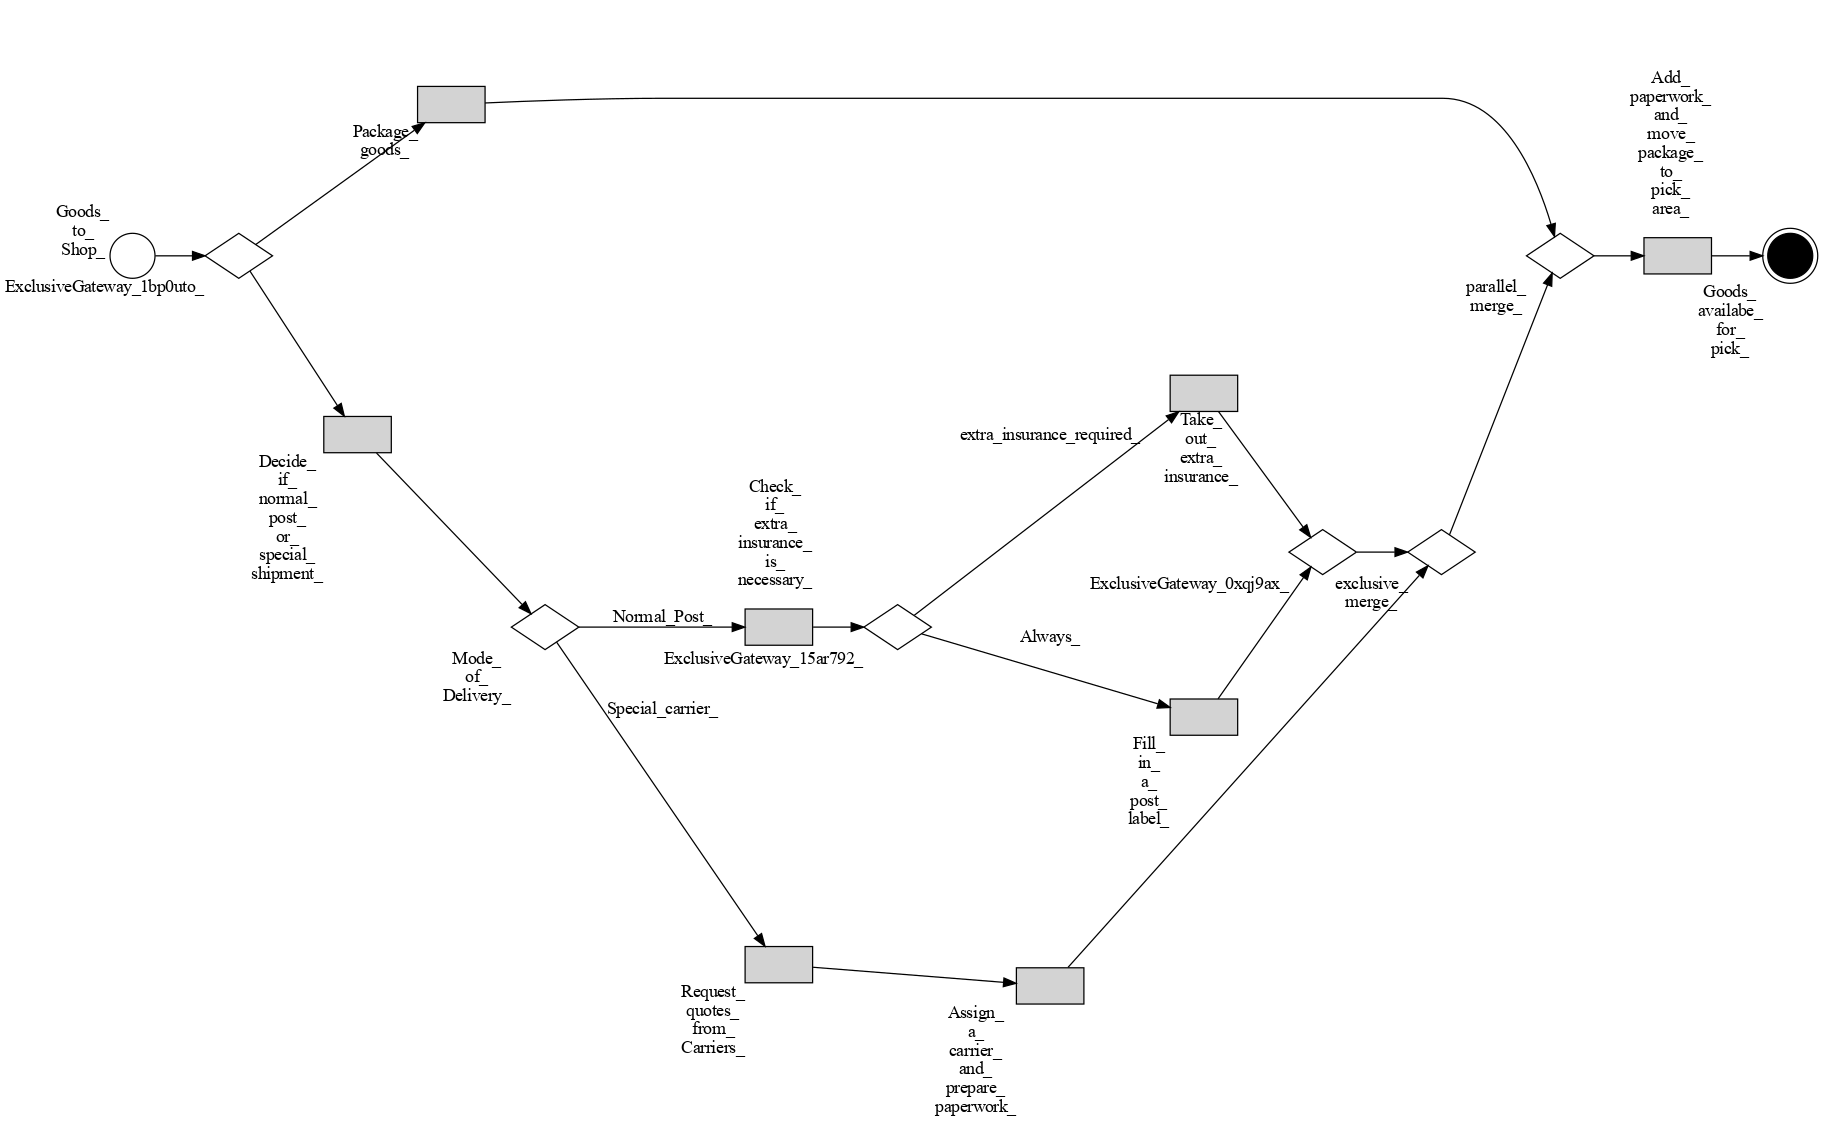 Goods_
to_
Shop_
ExclusiveGateway_1bp0uto_
Package_
goods_
Decide_
if_
normal_
post_
or_
special_
shipment_
Mode_
of_
Delivery_
Normal_Post_
Special_carrier_
Check_
if_
extra_
insurance_
is_
necessary_
ExclusiveGateway_15ar792_
extra_insurance_required_
Always_
Take_
out_
extra_
insurance_
Fill_
in_
a_
post_
label_
ExclusiveGateway_0xqj9ax_
exclusive_
merge_
Request_
quotes_
from_
Carriers_
Assign_
a_
carrier_
and_
prepare_
paperwork_
parallel_
merge_
Add_
paperwork_
and_
move_
package_
to_
pick_
area_
Goods_
availabe_
for_
pick_